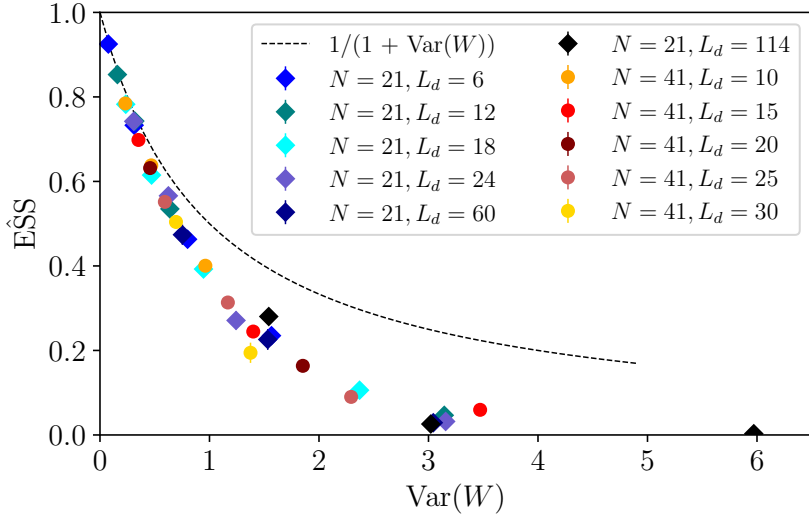 1.0
0.8
0.6
0.4
0.2
0.0
ÊSS
0 1 2 3 4 5 6
Var(W)
1/(1 + Var(W))
N = 21, L_d = 6
N = 21, L_d = 12
N = 21, L_d = 18
N = 21, L_d = 24
N = 21, L_d = 60
N = 21, L_d = 114
N = 41, L_d = 10
N = 41, L_d = 15
N = 41, L_d = 20
N = 41, L_d = 25
N = 41, L_d = 30